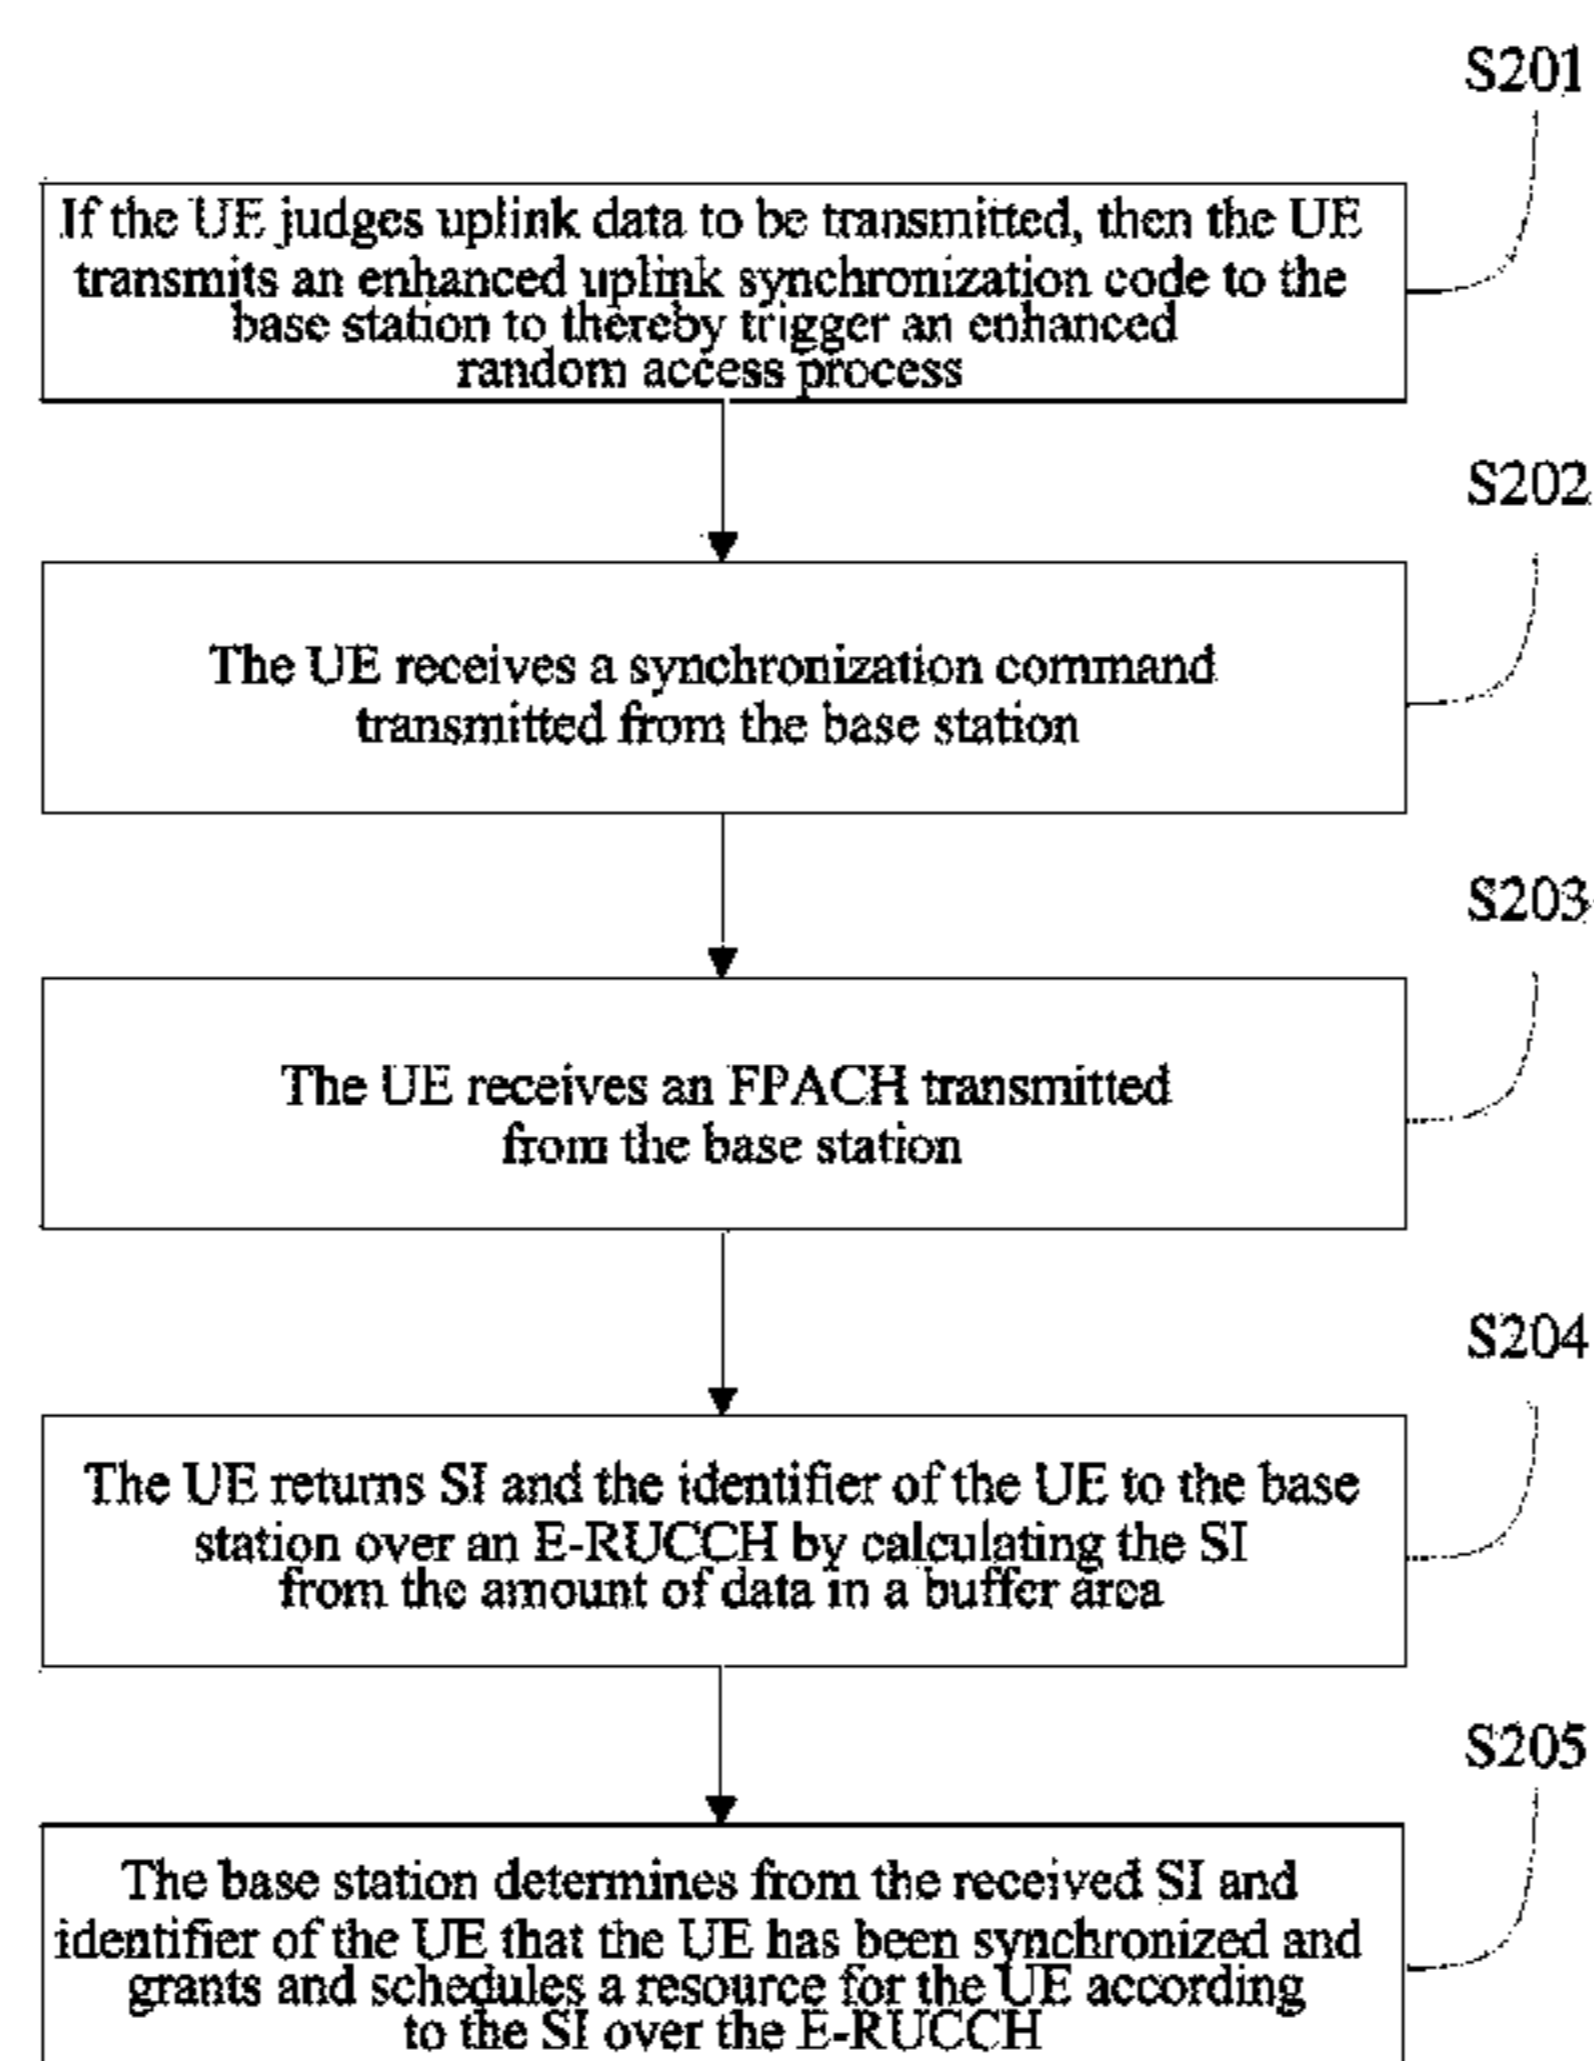 S201
If the UE judges uplink data to be transmitted, then the UE
transmits an enhanced uplink synchronization code to the
base station to thereby trigger an enhanced
random access process
S202
The UE receives a synchronization command
transmitted from the base station
S203
The UE receives an FPACH transmitted
from the base station
S204
The UE returns SI and the identifier of the UE to the base
station over an E-RUCCH by calculating the SI
from the amount of data in a buffer area
S205
The base station determines from the received SI and
identifier of the UE that the UE has been synchronized and
grants and schedules a resource for the UE according
to the SI over the E-RUCCH